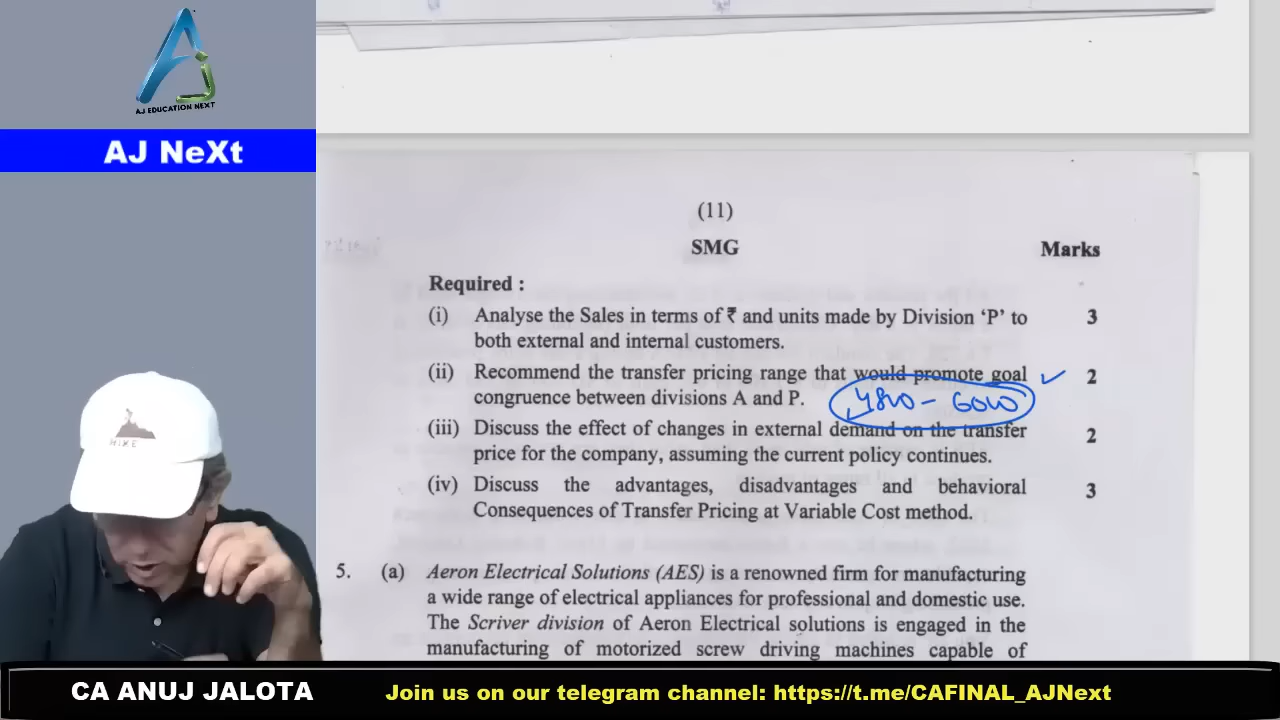 AJ EDUCATION NEXT
AJ NeXt
(11)
SMG
Marks
Required :
(i) Analyse the Sales in terms of ₹ and units made by Division ‘P’ to 3
both external and internal customers.
(ii) Recommend the transfer pricing range that would promote goal 2
congruence between divisions A and P. 4800 – 6000
(iii) Discuss the effect of changes in external demand on the transfer 2
price for the company, assuming the current policy continues.
(iv) Discuss the advantages, disadvantages and behavioral 3
Consequences of Transfer Pricing at Variable Cost method.
5. (a) Aeron Electrical Solutions (AES) is a renowned firm for manufacturing
a wide range of electrical appliances for professional and domestic use.
The Scriver division of Aeron Electrical solutions is engaged in the
manufacturing of motorized screw driving machines capable of
HIKE
CA ANUJ JALOTA
Join us on our telegram channel: https://t.me/CAFINAL_AJNext